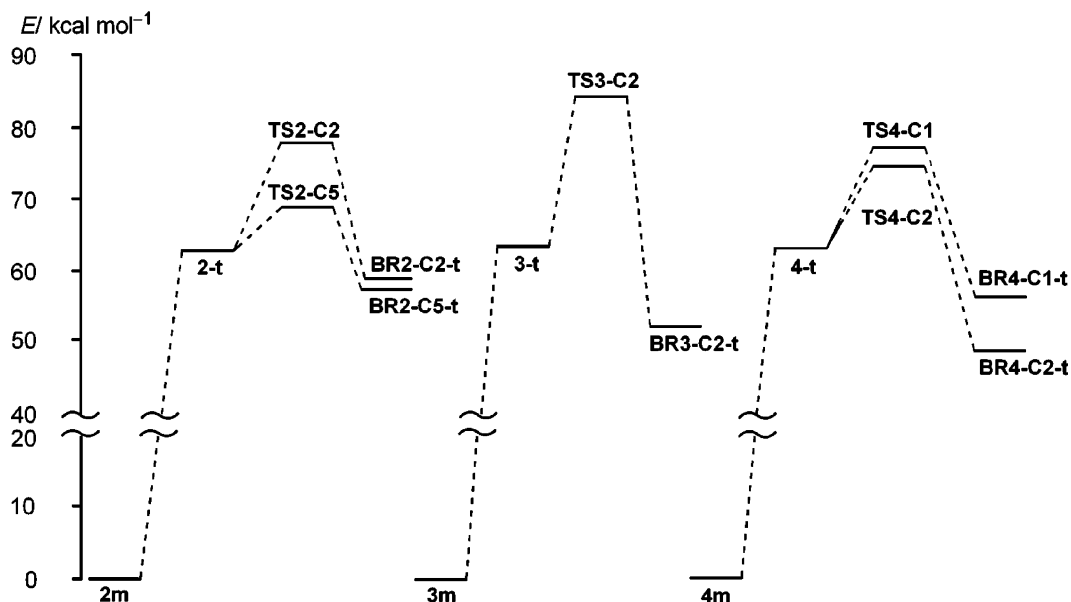 E/ kcal mol⁻¹
90
80
70
60
50
40
20
10
0
TS2-C2
TS2-C5
2-t
BR2-C2-t
BR2-C5-t
2m
TS3-C2
3-t
BR3-C2-t
3m
TS4-C1
TS4-C2
4-t
BR4-C1-t
BR4-C2-t
4m